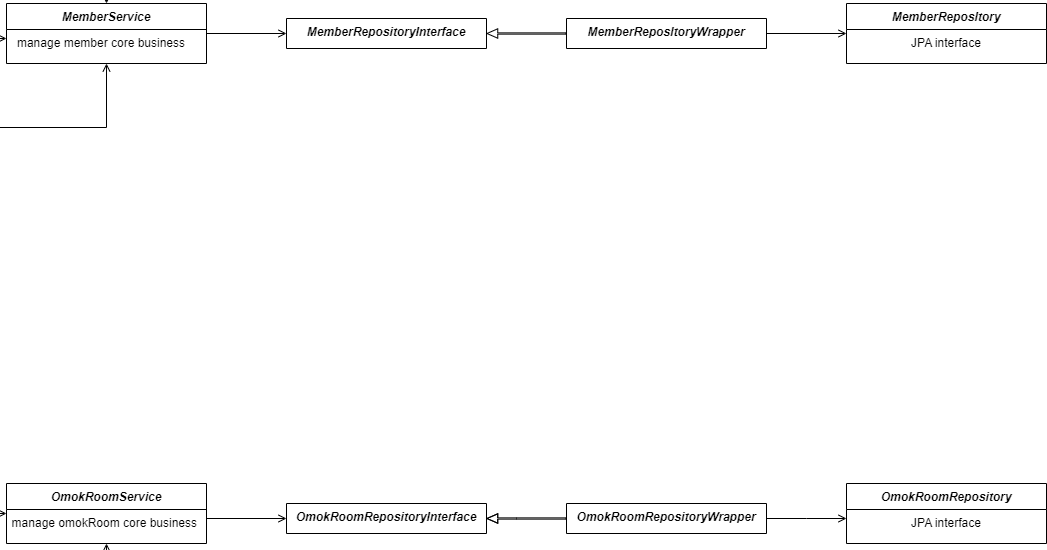 MemberService
manage member core business
MemberRepositoryInterface
MemberReposItoryWrapper
MemberReposItory
JPA interface
OmokRoomService
manage omokRoom core business
OmokRoomRepositoryInterface
OmokRoomRepositoryWrapper
OmokRoomRepository
JPA interface